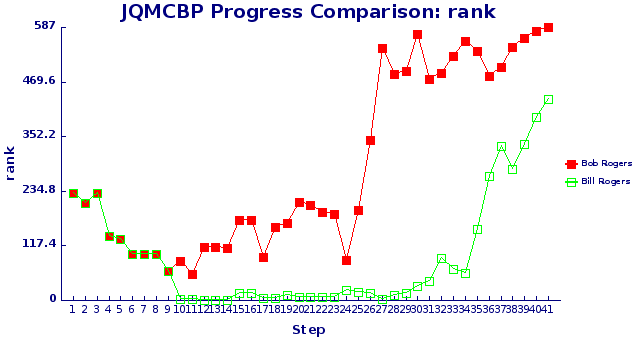 JQMCBP Progress Comparison: rank
587
469.6
352.2
234.8
117.4
0
rank
Bob Rogers
Bill Rogers
1 2 3 4 5 6 7 8 9 10 11 12 13 14 15 16 17 18 19 20 21 22 23 24 25 26 27 28 29 30 31 32 33 34 35 36 37 38 39 40 41
Step